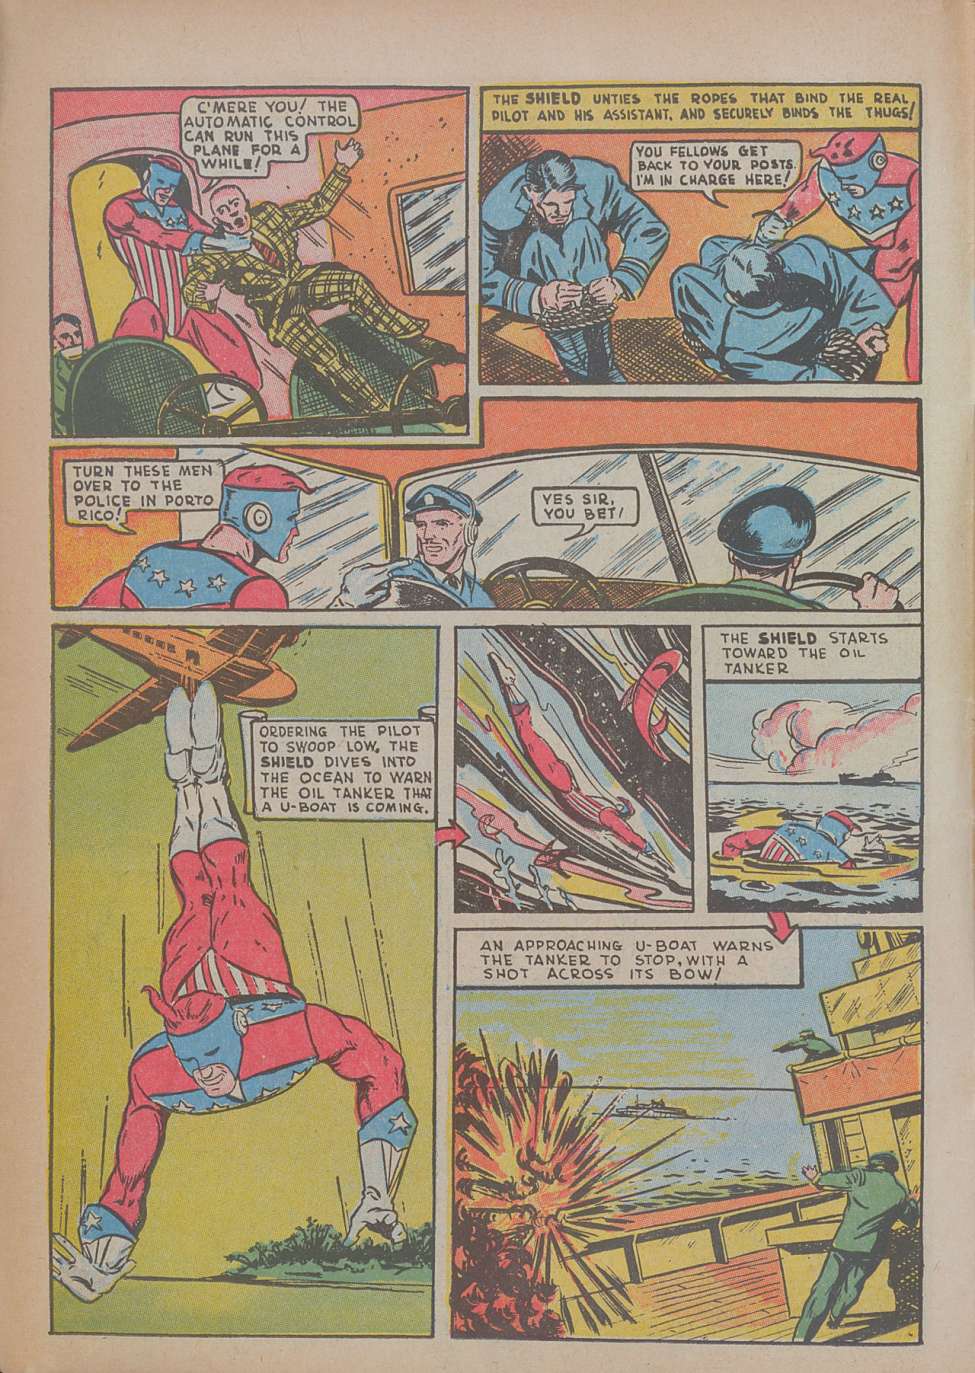 C'MERE YOU! THE
AUTOMATIC CONTROL
CAN RUN THIS
PLANE FOR A
WHILE!
THE SHIELD UNTIES THE ROPES THAT BIND THE REAL
PILOT AND HIS ASSISTANT, AND SECURELY BINDS THE THUGS!
YOU FELLOWS GET
BACK TO YOUR POSTS.
I'M IN CHARGE HERE!
TURN THESE MEN
OVER TO THE
POLICE IN PORTO
RICO!
YES SIR,
YOU BET!
ORDERING THE PILOT
TO SWOOP LOW, THE
SHIELD DIVES INTO
THE OCEAN TO WARN
THE OIL TANKER THAT
A U-BOAT IS COMING.
THE SHIELD STARTS
TOWARD THE OIL
TANKER
AN APPROACHING U-BOAT WARNS
THE TANKER TO STOP, WITH A
SHOT ACROSS ITS BOW!